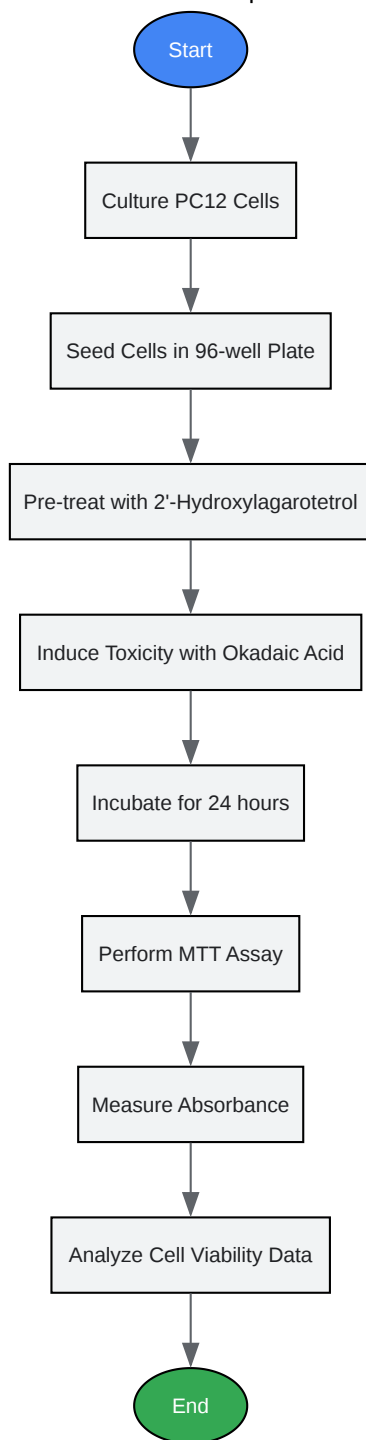 Start
Culture PC12 Cells
Seed Cells in 96-well Plate
Pre-treat with 2'-Hydroxylagarotetrol
Induce Toxicity with Okadaic Acid
Incubate for 24 hours
Perform MTT Assay
Measure Absorbance
Analyze Cell Viability Data
End